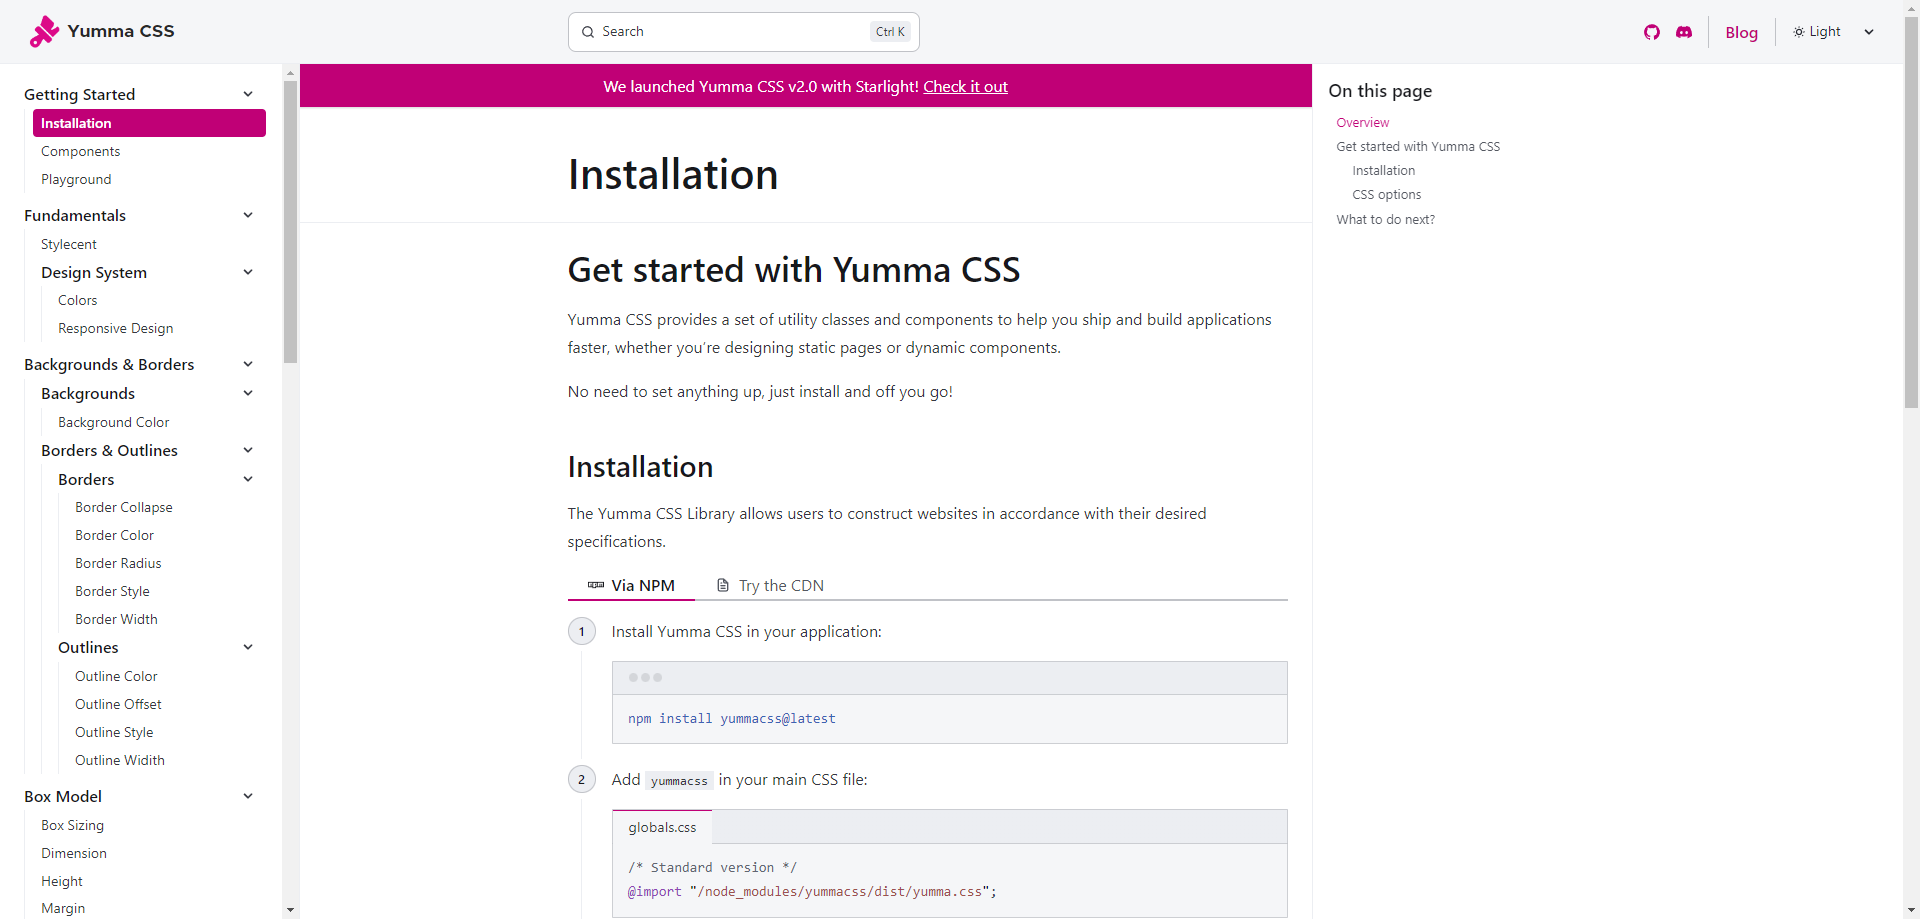 Yumma CSS
Search
Ctrl K
Blog
Light
Getting Started
Installation
Components
Playground
Fundamentals
Stylecent
Design System
Colors
Responsive Design
Backgrounds & Borders
Backgrounds
Background Color
Borders & Outlines
Borders
Border Collapse
Border Color
Border Radius
Border Style
Border Width
Outlines
Outline Color
Outline Offset
Outline Style
Outline Widith
Box Model
Box Sizing
Dimension
Height
Margin
We launched Yumma CSS v2.0 with Starlight! Check it out
Installation
Get started with Yumma CSS
Yumma CSS provides a set of utility classes and components to help you ship and build applications
faster, whether you’re designing static pages or dynamic components.
No need to set anything up, just install and off you go!
Installation
The Yumma CSS Library allows users to construct websites in accordance with their desired
specifications.
Via NPM
Try the CDN
1
Install Yumma CSS in your application:
npm install yummacss@latest
2
Add yummacss in your main CSS file:
globals.css
/* Standard version */
@import "/node_modules/yummacss/dist/yumma.css";
On this page
Overview
Get started with Yumma CSS
Installation
CSS options
What to do next?